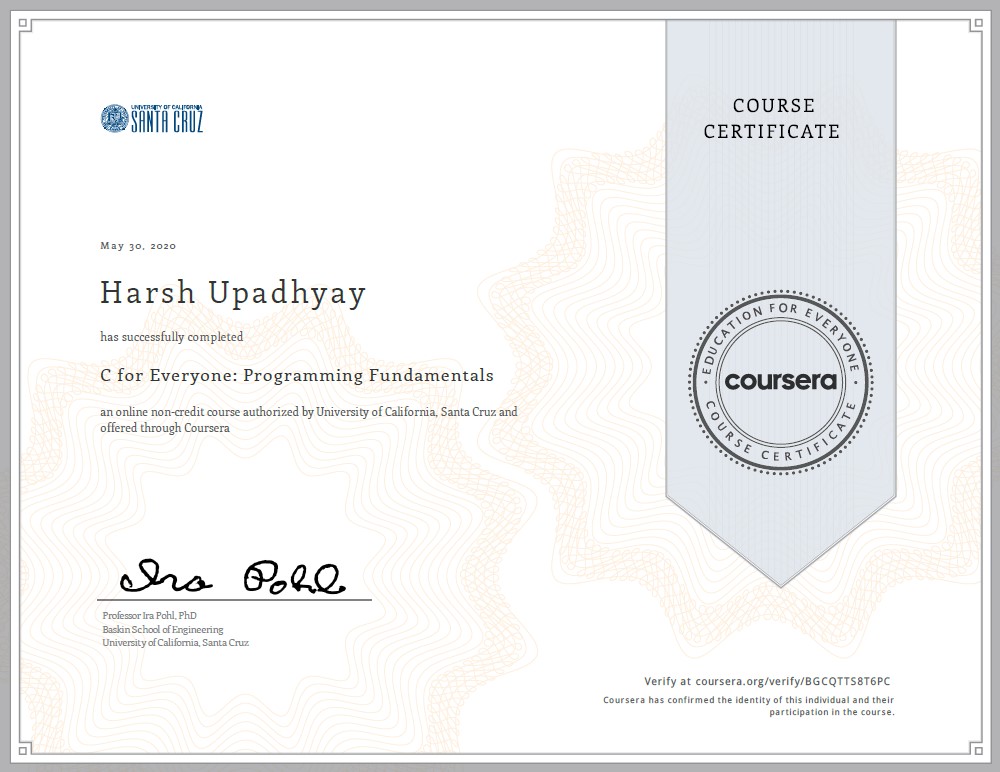 UNIVERSITY OF CALIFORNIA
SANTA CRUZ
COURSE
CERTIFICATE
May 30, 2020
Harsh Upadhyay
has successfully completed
C for Everyone: Programming Fundamentals
an online non-credit course authorized by University of California, Santa Cruz and
offered through Coursera
EDUCATION FOR EVERYONE
coursera
COURSE CERTIFICATE
Ira Pohl
Professor Ira Pohl, PhD
Baskin School of Engineering
University of California, Santa Cruz
Verify at coursera.org/verify/BGCQTTS8T6PC
Coursera has confirmed the identity of this individual and their
participation in the course.